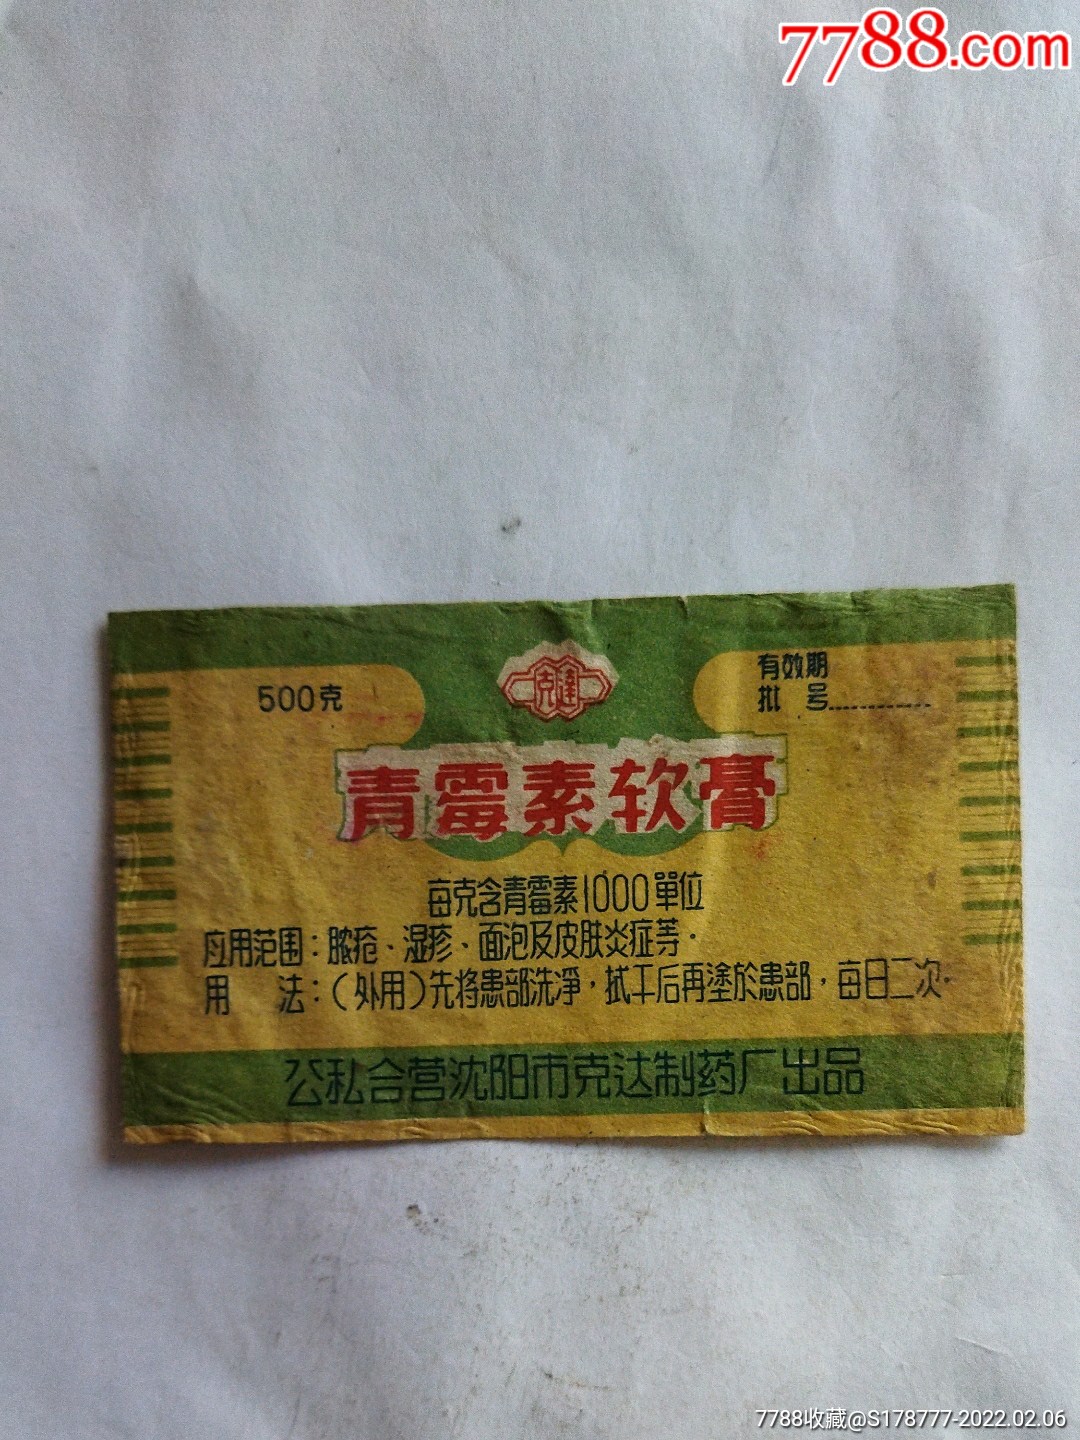 7788.com
500克
克達
有效期
批 号
青霉素软膏
每克含青霉素1000單位
应用范围：脓疮、湿疹、面泡及皮肤炎症等.
用 法：(外用)先将患部洗淨，拭干后再塗於患部，每日二次.
公私合营沈阳市克达制药厂出品
7788收藏@S178777-2022.02.06